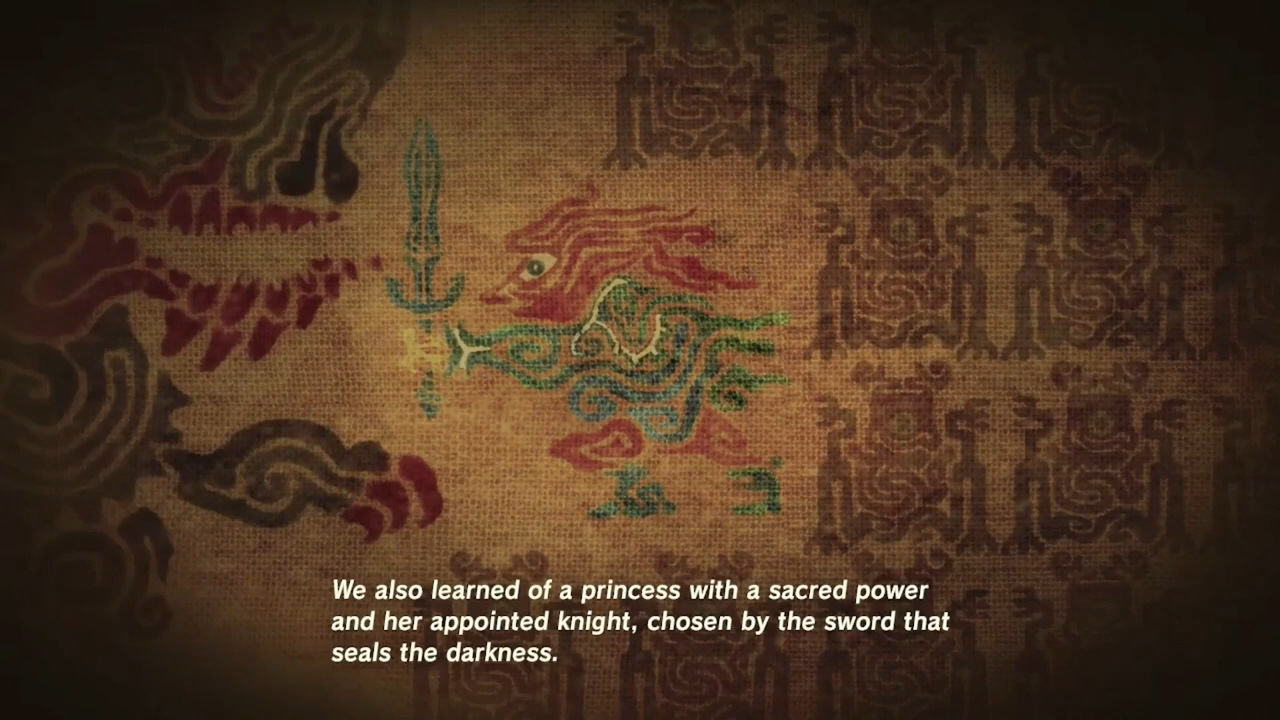 We also learned of a princess with a sacred power
and her appointed knight, chosen by the sword that
seals the darkness.